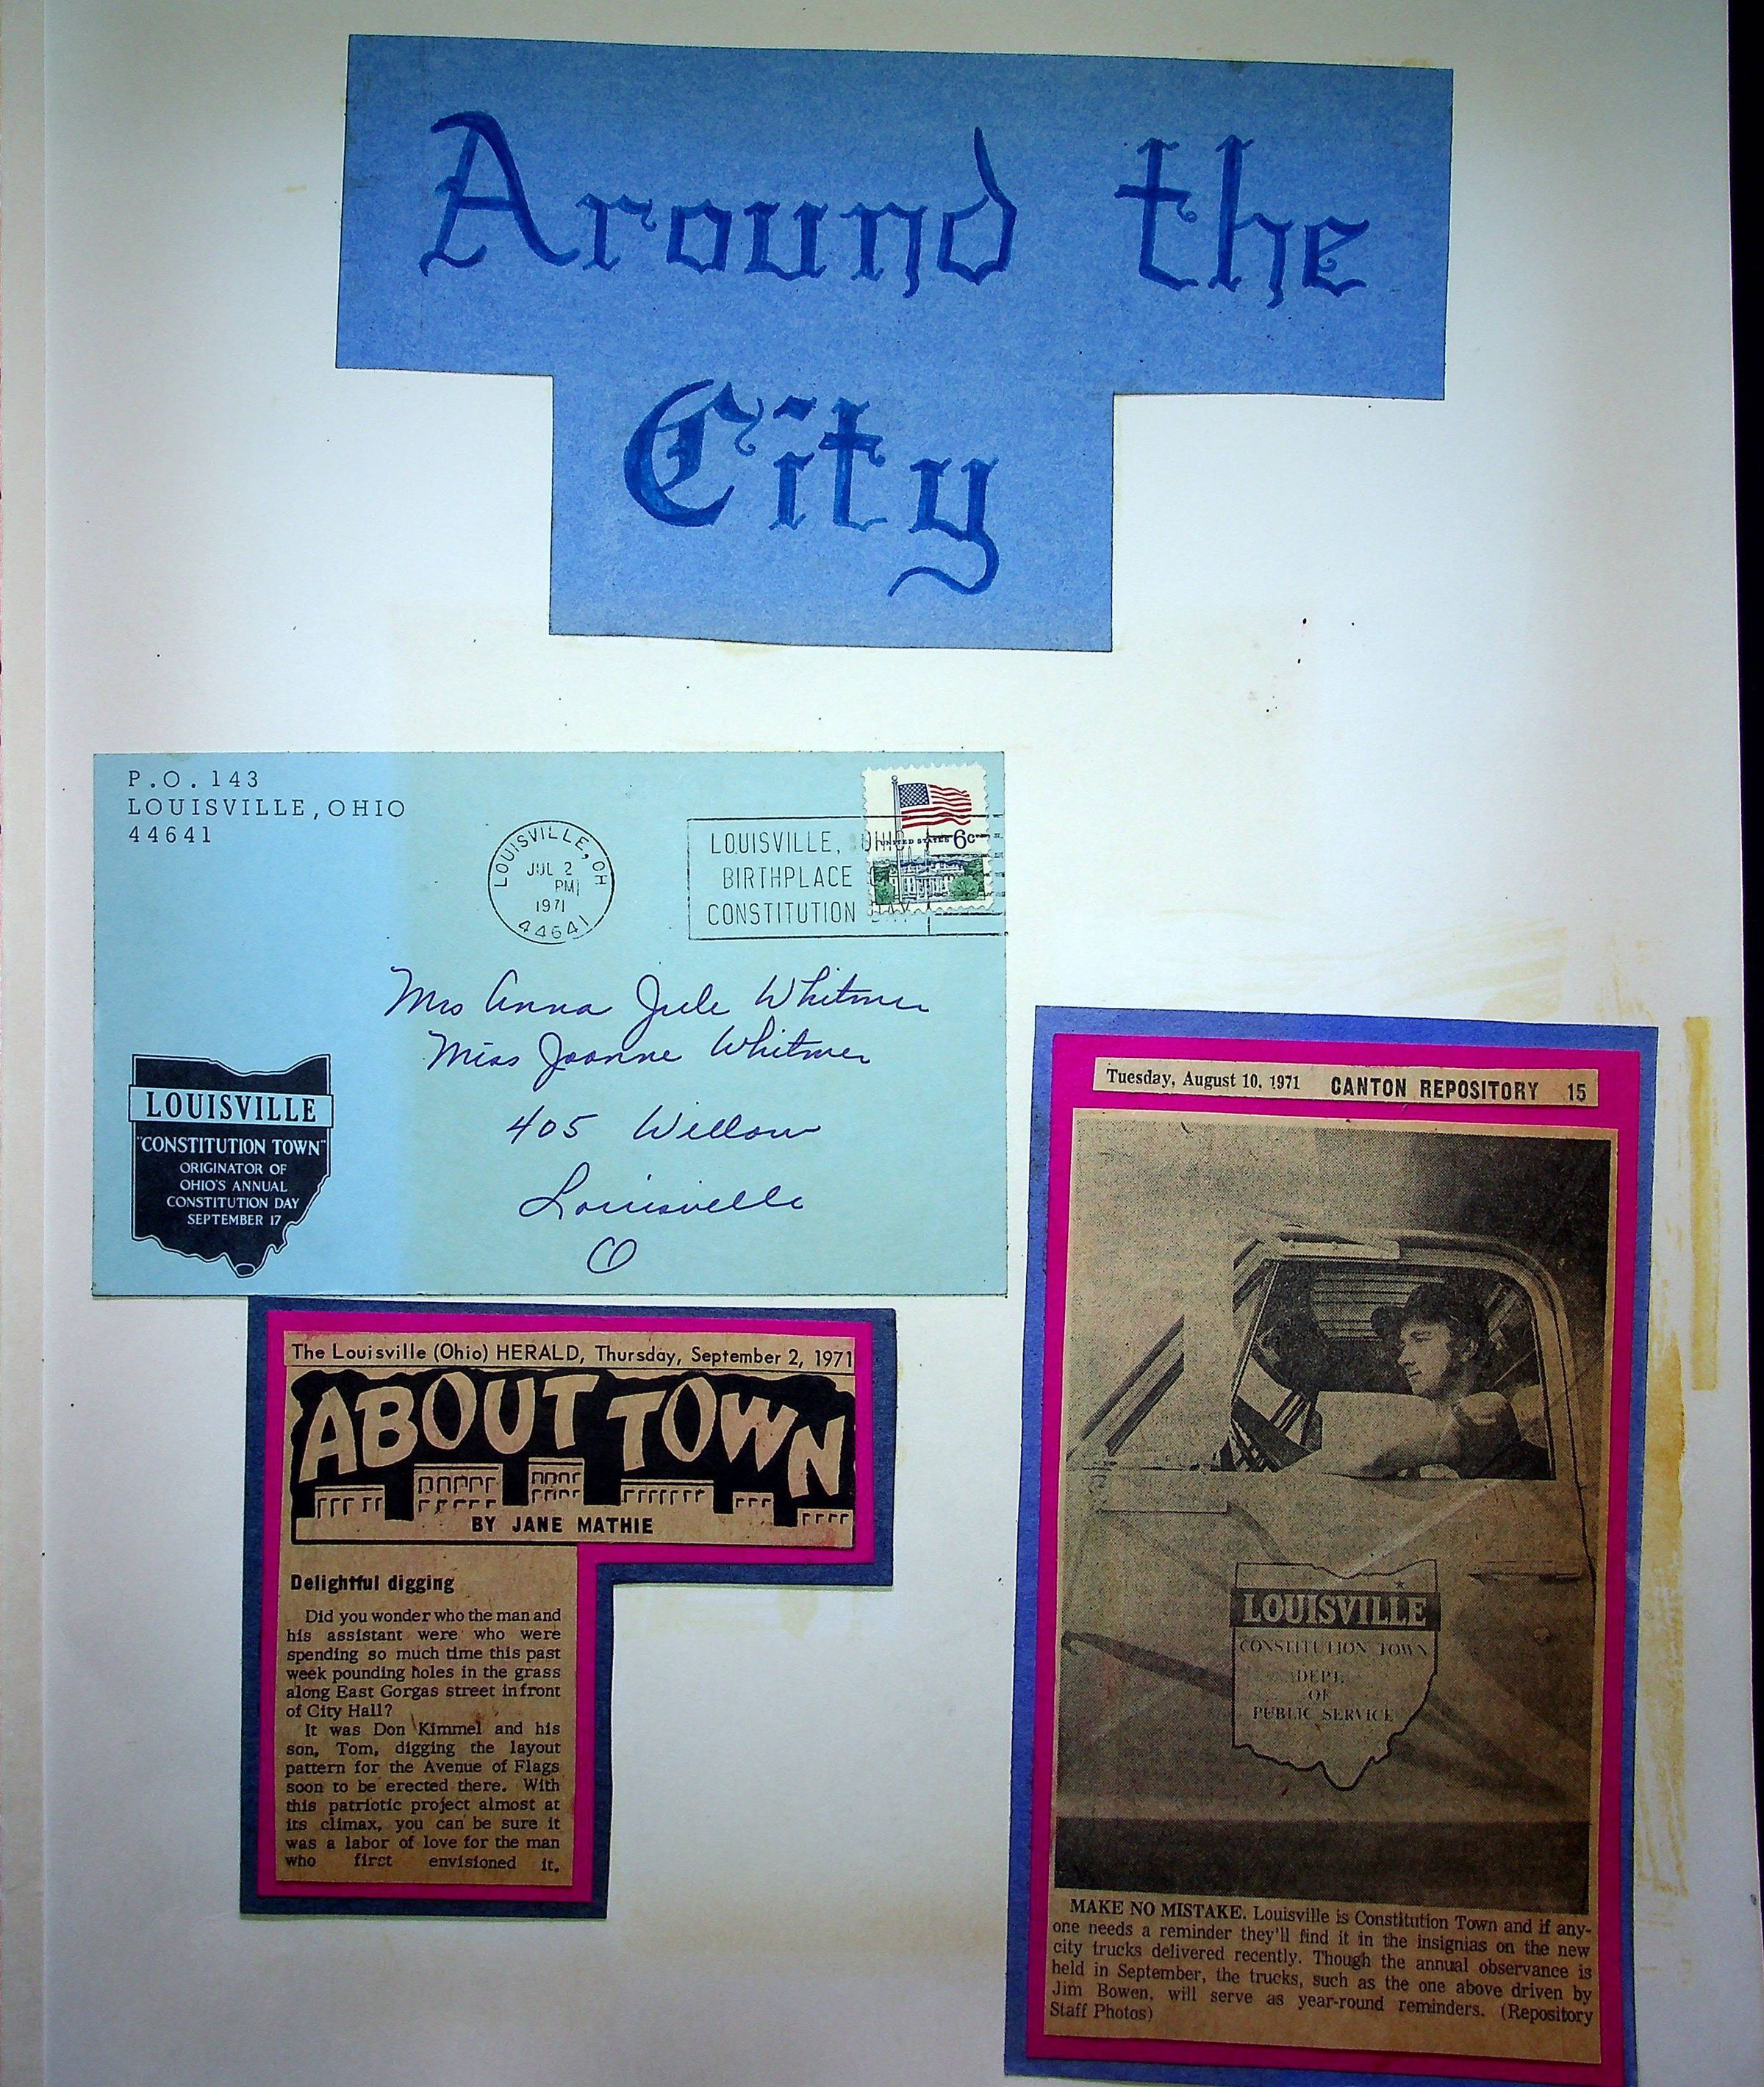 Around the
City
P.O. 143
LOUISVILLE, OHIO
44641
LOUISVILLE, OH
JUL 2
PM
1971
44641
LOUISVILLE, OHIO
BIRTHPLACE
CONSTITUTION DAY
UNITED STATES 6c
Mrs Anna Jule Whitmer
Miss Joanne Whitmer
405 Willow
Louisville
O
LOUISVILLE
"CONSTITUTION TOWN"
ORIGINATOR OF
OHIO'S ANNUAL
CONSTITUTION DAY
SEPTEMBER 17
The Louisville (Ohio) HERALD, Thursday, September 2, 1971
ABOUT TOWN
BY JANE MATHIE
Delightful digging
Did you wonder who the man and
his assistant were who were
spending so much time this past
week pounding holes in the grass
along East Gorgas street in front
of City Hall?
It was Don Kimmel and his
son, Tom, digging the layout
pattern for the Avenue of Flags
soon to be erected there. With
this patriotic project almost at
its climax, you can be sure it
was a labor of love for the man
who first envisioned it.
Tuesday, August 10, 1971 CANTON REPOSITORY 15
LOUISVILLE
CONSTITUTION TOWN
DEPT.
OF
PUBLIC SERVICE
MAKE NO MISTAKE. Louisville is Constitution Town and if any-
one needs a reminder they'll find it in the insignias on the new
city trucks delivered recently. Though the annual observance is
held in September, the trucks, such as the one above driven by
Jim Bowen, will serve as year-round reminders. (Repository
Staff Photos)